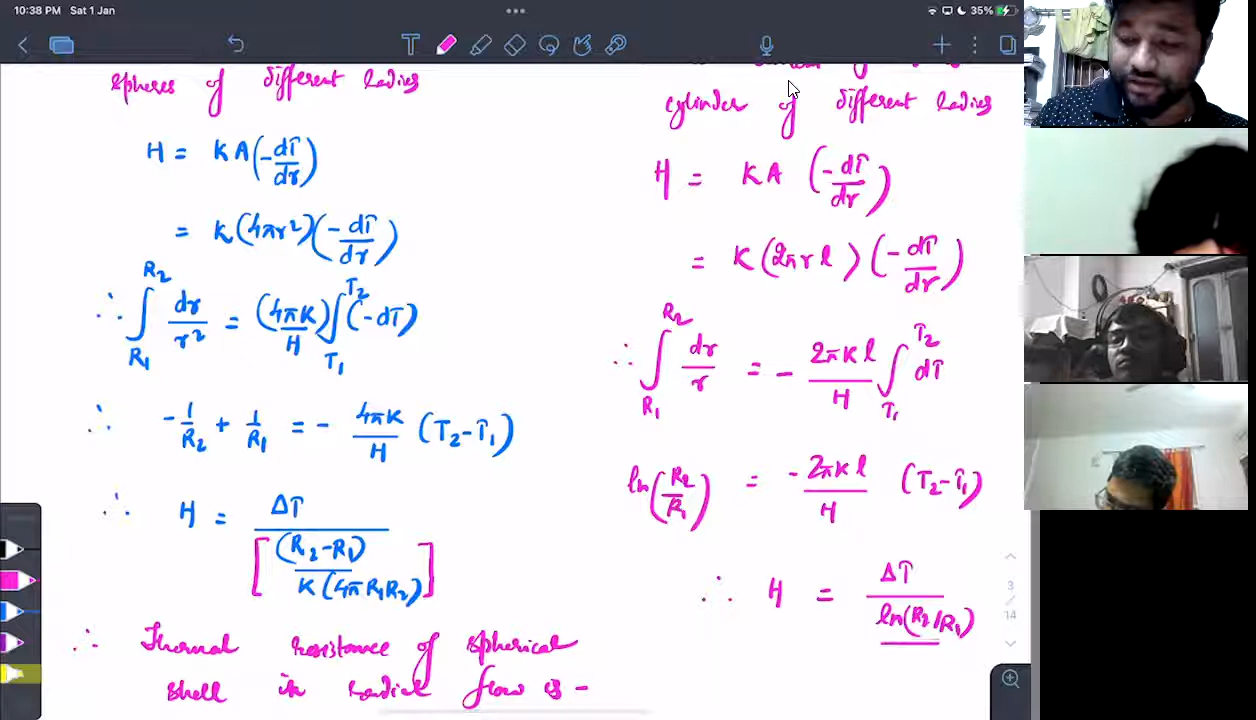 10:38 PM Sat 1 Jan
35%
spheres of different radius
H = KA(-dT/dr)
= K(4πr²)(-dT/dr)
∴ ∫_{R₁}^{R₂} dr/r² = (4πK/H) ∫_{T₁}^{T₂} (-dT)
∴ -1/R₂ + 1/R₁ = - 4πK/H (T₂-T₁)
∴ H = ΔT/[(R₂-R₁)/K(4πR₁R₂)]
∴ Thermal resistance of spherical
shell in radial flow is -
cylinder of different radius
H = KA (-dT/dr)
= K(2πrl)(-dT/dr)
∴ ∫_{R₁}^{R₂} dr/r = - 2πKl/H ∫_{T₁}^{T₂} dT
ln(R₂/R₁) = -2πKl/H (T₂-T₁)
∴ H = ΔT/ln(R₂/R₁)
3
14